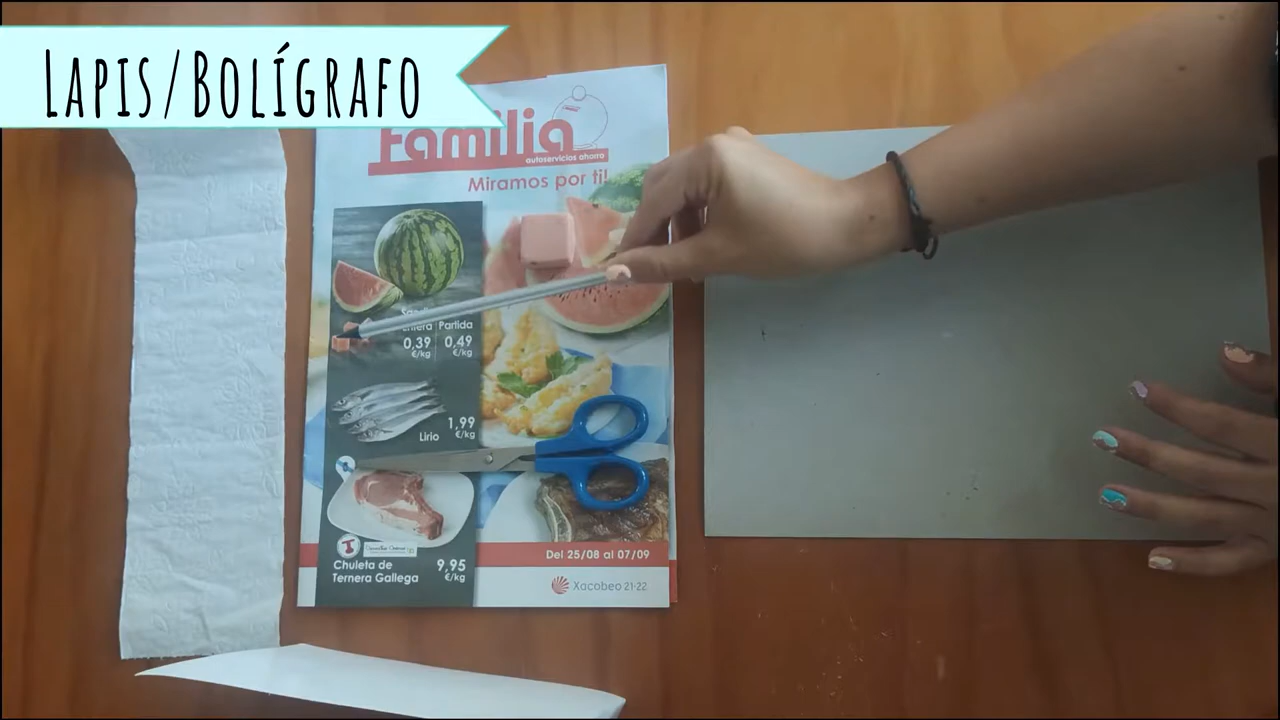 LAPIS/BOLÍGRAFO
Familia
autoservicios ahorro
Miramos por ti!
Partida
0,39 0,49
€/kg €/kg
1,99
Lirio €/kg
Del 25/08 al 07/09
Chuleta de 9,95
Ternera Gallega €/kg
Xacobeo 21·22